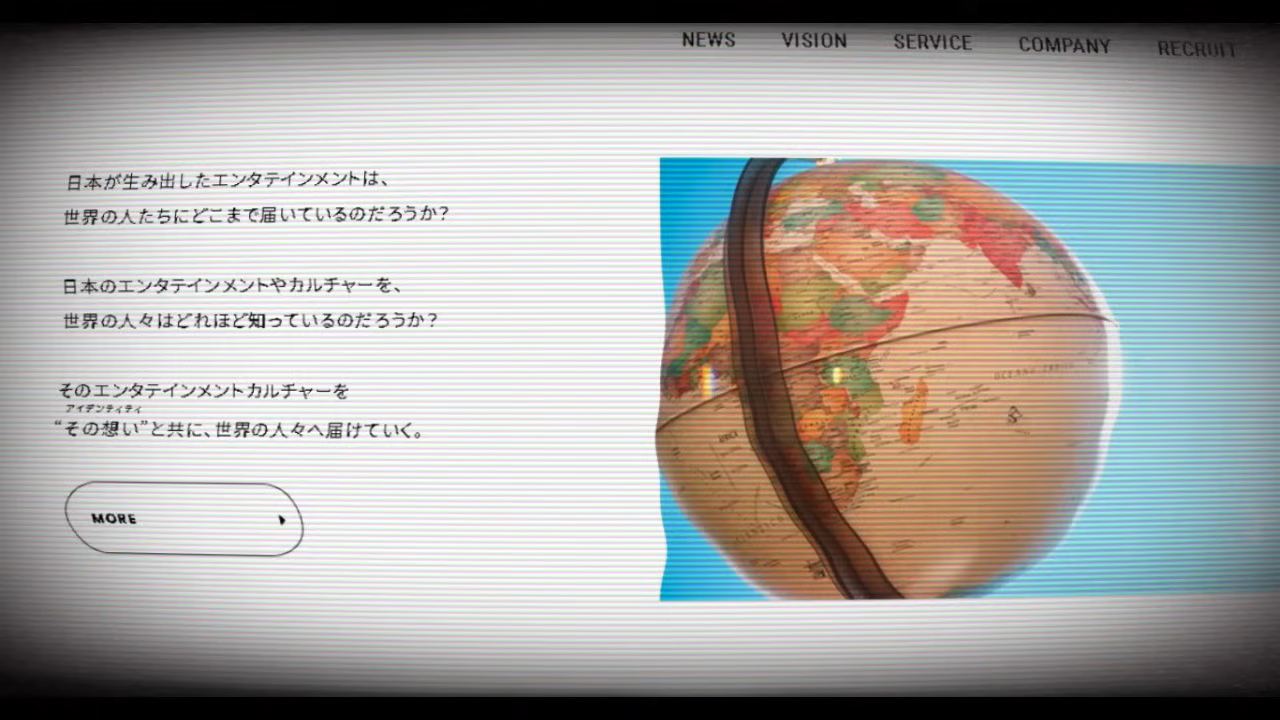 NEWS VISION SERVICE COMPANY RECRUIT
日本が生み出したエンタテインメントは、
世界の人たちにどこまで届いているのだろうか？
日本のエンタテインメントやカルチャーを、
世界の人々はどれほど知っているのだろうか？
そのエンタテインメントカルチャーを
アイデンティティ
“その想い”と共に、世界の人々へ届けていく。
MORE